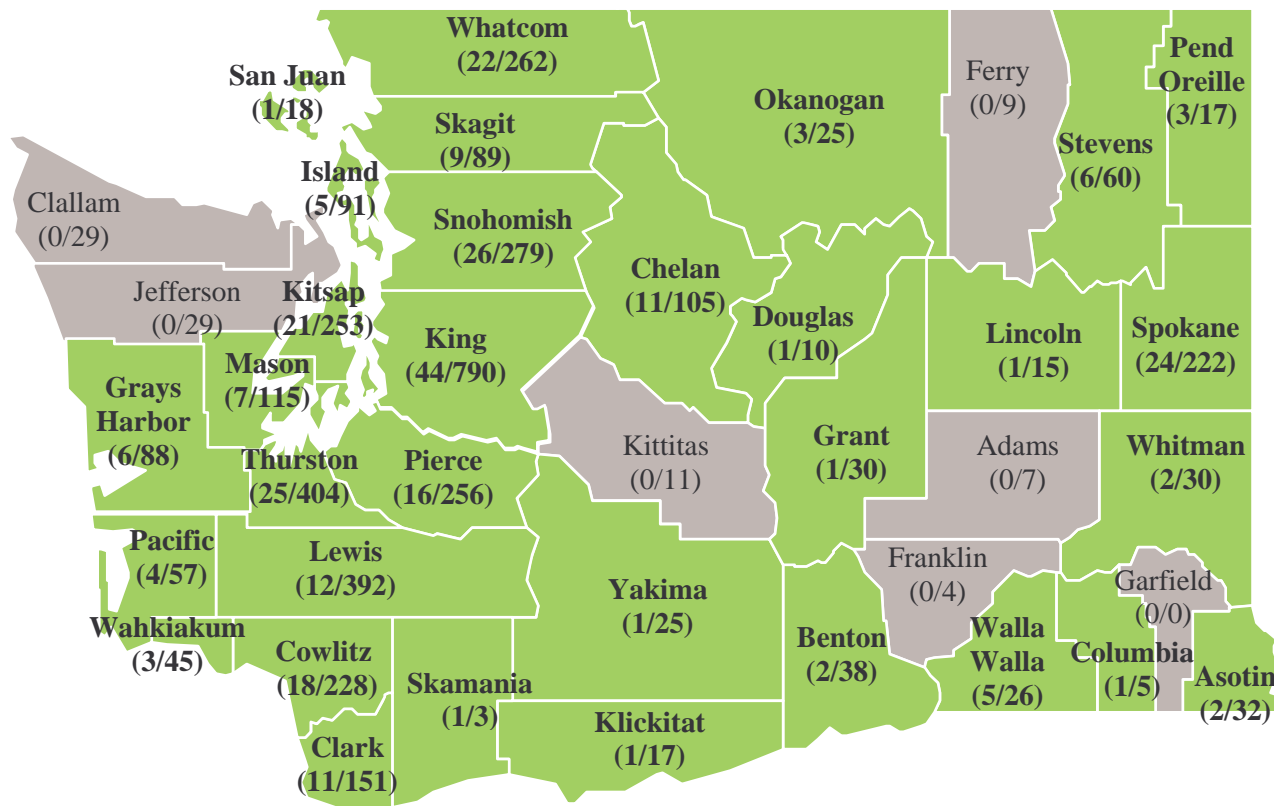 Whatcom
(22/262)
San Juan
(1/18)
Skagit
(9/89)
Okanogan
(3/25)
Ferry
(0/9)
Pend
Oreille
(3/17)
Stevens
(6/60)
Island
(5/91)
Clallam
(0/29)
Snohomish
(26/279)
Chelan
(11/105)
Jefferson
(0/29)
Kitsap
(21/253)
Douglas
(1/10)
Lincoln
(1/15)
Spokane
(24/222)
King
(44/790)
Mason
(7/115)
Grays
Harbor
(6/88)
Kittitas
(0/11)
Grant
(1/30)
Adams
(0/7)
Whitman
(2/30)
Thurston
(25/404)
Pierce
(16/256)
Pacific
(4/57)
Lewis
(12/392)
Yakima
(1/25)
Franklin
(0/4)
Garfield
(0/0)
Wahkiakum
(3/45)
Cowlitz
(18/228)
Skamania
(1/3)
Benton
(2/38)
Walla
Walla
(5/26)
Columbia
(1/5)
Asotin
(2/32)
Klickitat
(1/17)
Clark
(11/151)